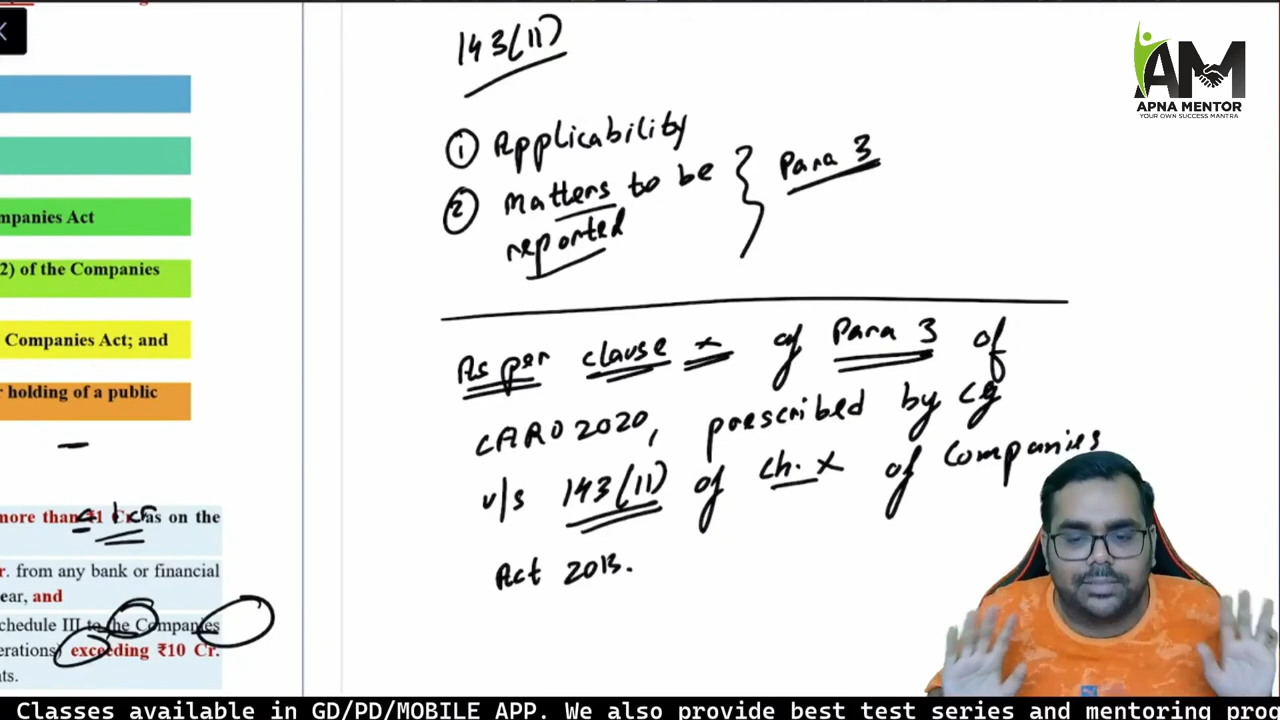 143(11)
① Applicability
② Matters to be
reported
Para 3
As per clause x of Para 3 of
CARO 2020, prescribed by CG
u/s 143(11) of ch. X of Companies
Act 2013.
AM
APNA MENTOR
YOUR OWN SUCCESS MANTRA
mpanies Act
2) of the Companies
Companies Act; and
r holding of a public
more than ₹1 Cr. as on the
r. from any bank or financial
ear, and
chedule III to the Companies
erations) exceeding ₹10 Cr.
ts.
Classes available in GD/PD/MOBILE APP. We also provide best test series and mentoring prog